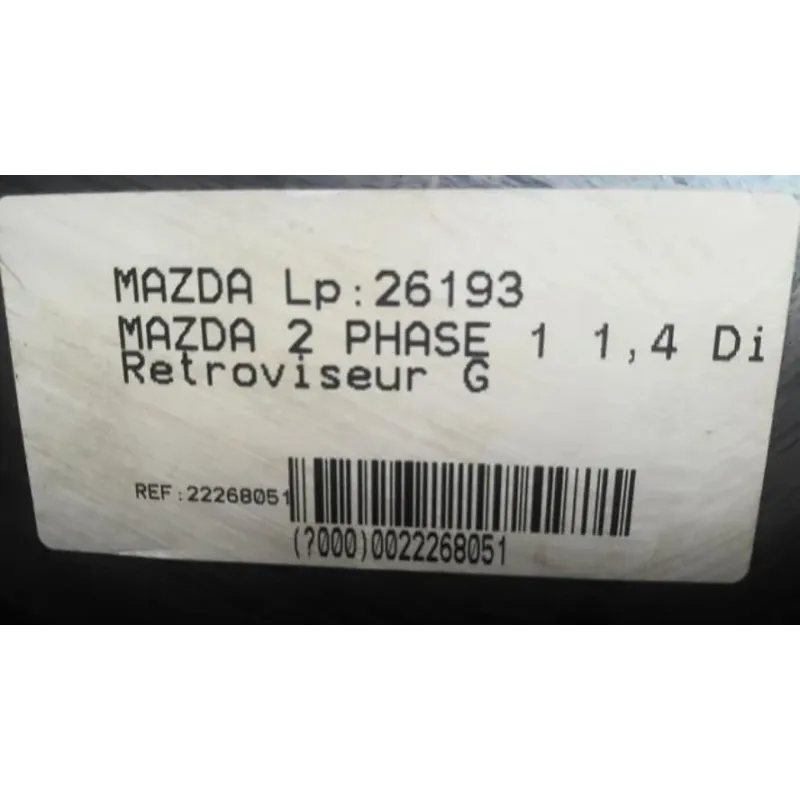 MAZDA Lp:26193
MAZDA 2 PHASE 1 1,4 Di
Retroviseur G
REF:22268051
(?000)0022268051